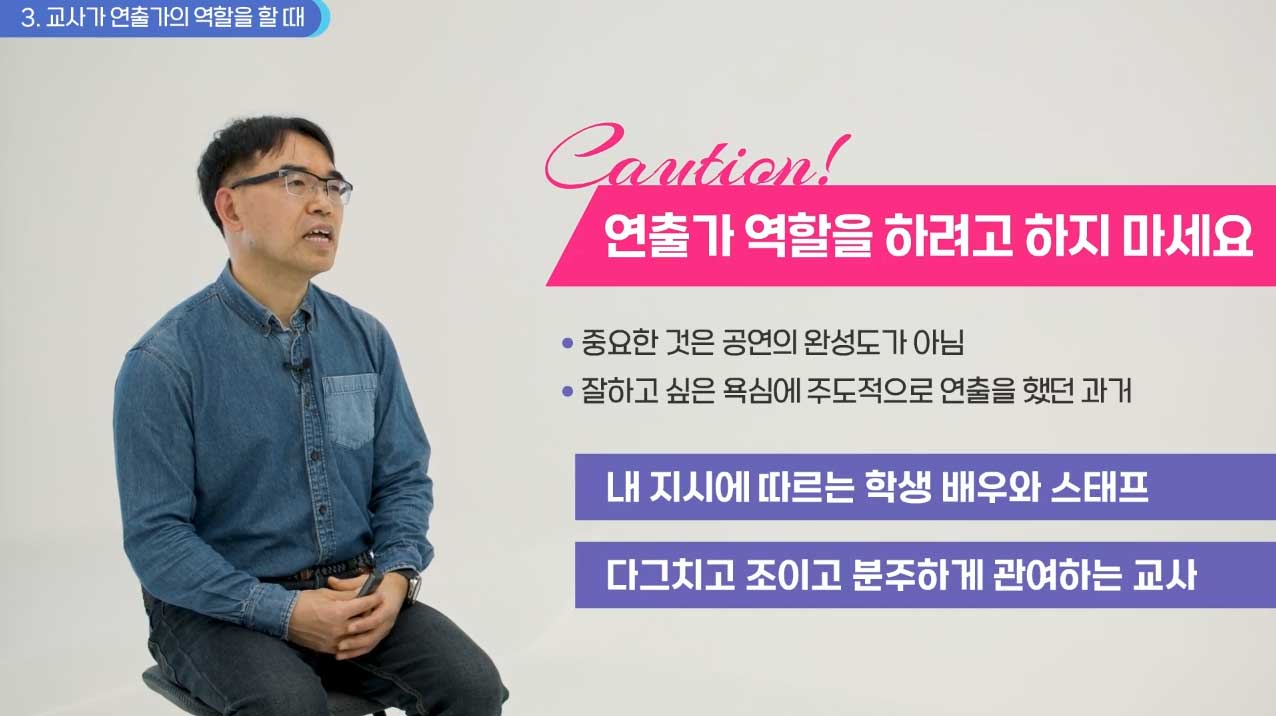 3. 교사가 연출가의 역할을 할 때
Caution!
연출가 역할을 하려고 하지 마세요
• 중요한 것은 공연의 완성도가 아님
• 잘하고 싶은 욕심에 주도적으로 연출을 했던 과거
내 지시에 따르는 학생 배우와 스태프
다그치고 조이고 분주하게 관여하는 교사